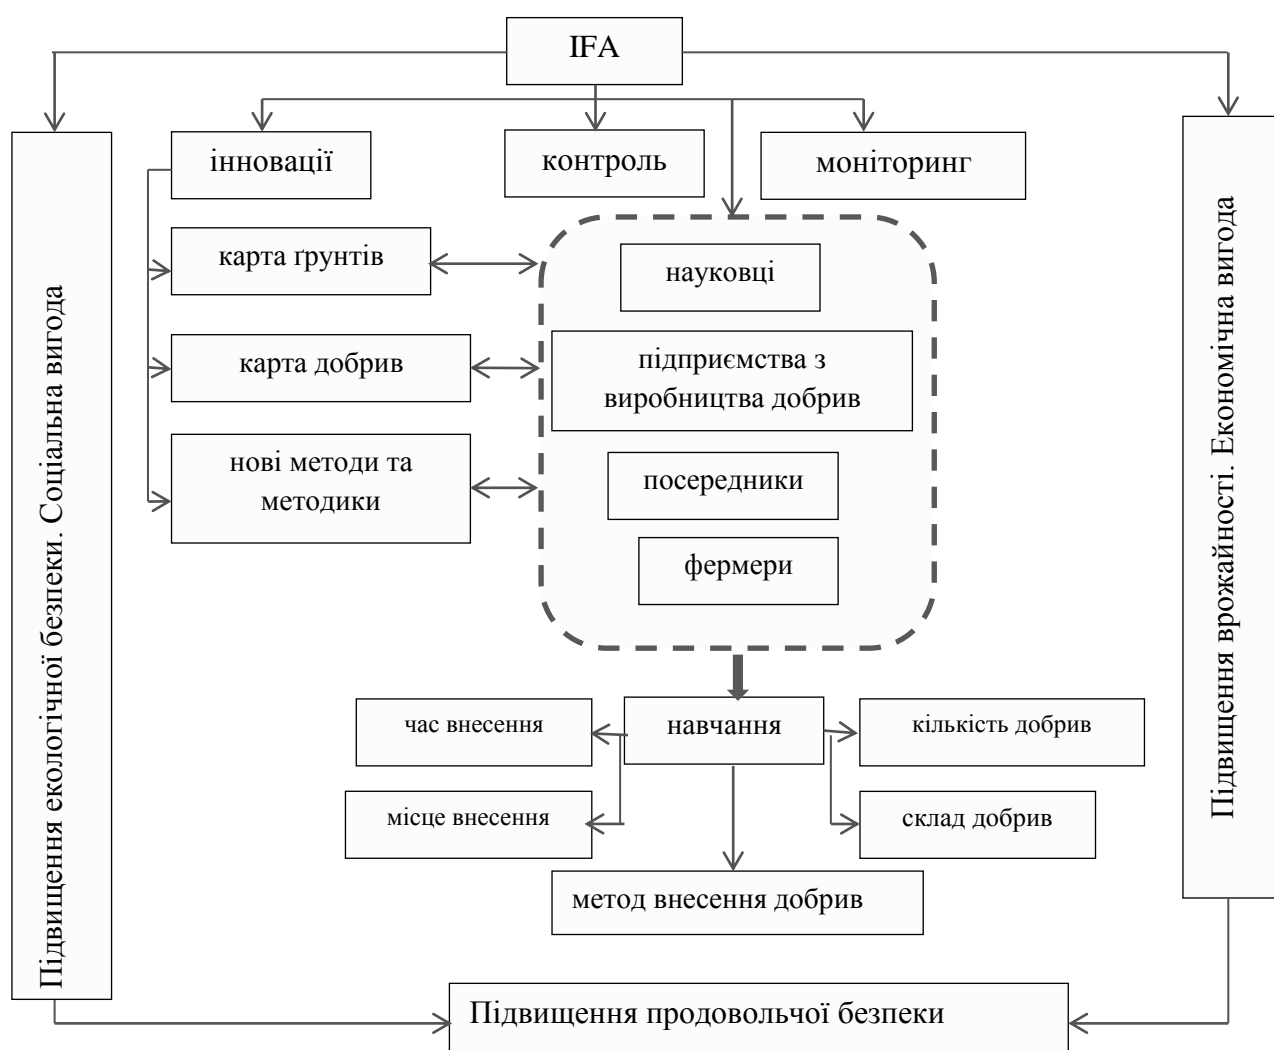 IFA
інновації
контроль
моніторинг
карта ґрунтів
науковці
карта добрив
підприємства з
виробництва добрив
нові методи та
методики
посередники
фермери
час внесення
навчання
кількість добрив
місце внесення
склад добрив
метод внесення добрив
Підвищення екологічної безпеки. Соціальна вигода
Підвищення врожайності. Економічна вигода
Підвищення продовольчої безпеки